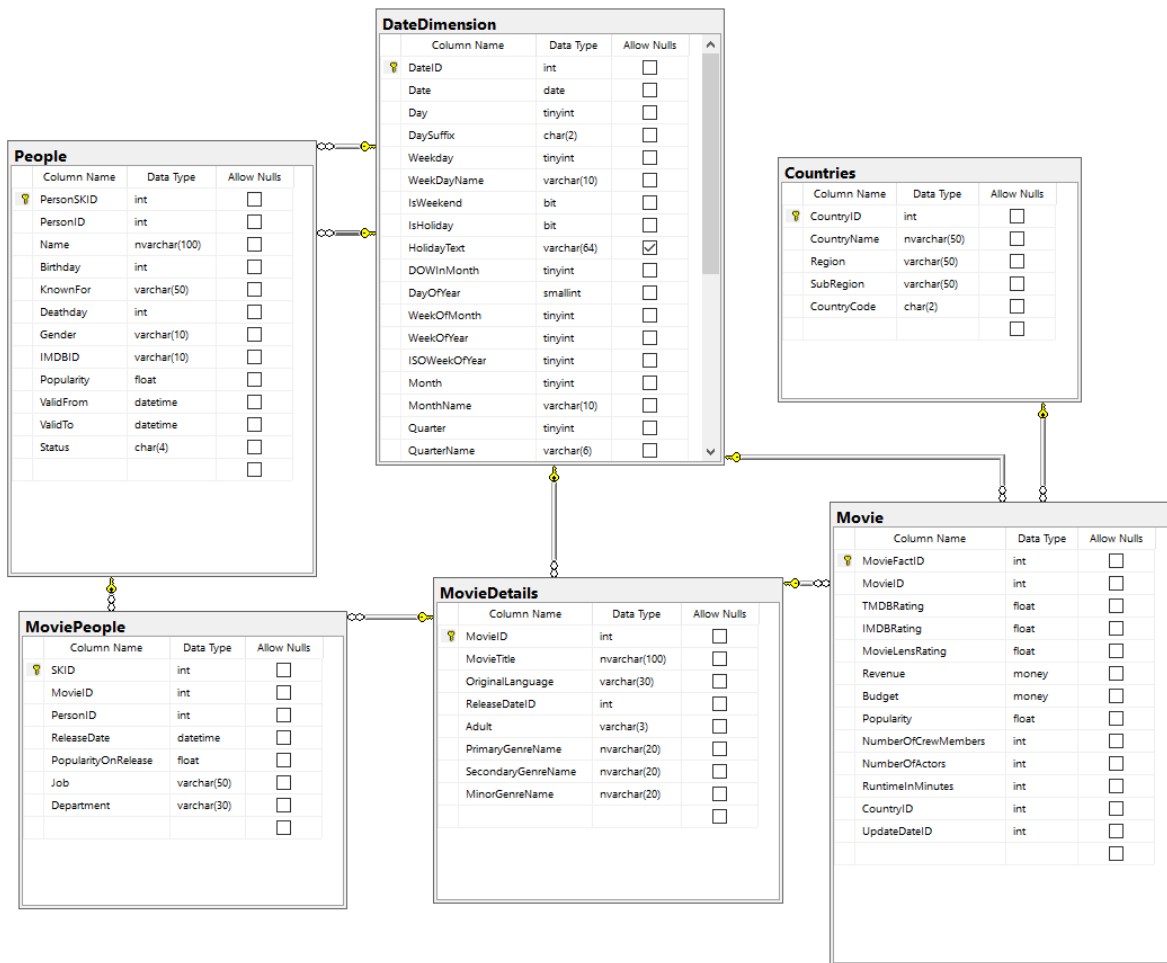 DateDimension
Column Name Data Type Allow Nulls
DateID int
Date date
Day tinyint
DaySuffix char(2)
Weekday tinyint
WeekDayName varchar(10)
IsWeekend bit
IsHoliday bit
HolidayText varchar(64)
DOWInMonth tinyint
DayOfYear smallint
WeekOfMonth tinyint
WeekOfYear tinyint
ISOWeekOfYear tinyint
Month tinyint
MonthName varchar(10)
Quarter tinyint
QuarterName varchar(6)
People
Column Name Data Type Allow Nulls
PersonSKID int
PersonID int
Name nvarchar(100)
Birthday int
KnownFor varchar(50)
Deathday int
Gender varchar(10)
IMDBID varchar(10)
Popularity float
ValidFrom datetime
ValidTo datetime
Status char(4)
Countries
Column Name Data Type Allow Nulls
CountryID int
CountryName nvarchar(50)
Region varchar(50)
SubRegion varchar(50)
CountryCode char(2)
Movie
Column Name Data Type Allow Nulls
MovieFactID int
MovieID int
TMDBRating float
IMDBRating float
MovieLensRating float
Revenue money
Budget money
Popularity float
NumberOfCrewMembers int
NumberOfActors int
RuntimeInMinutes int
CountryID int
UpdateDateID int
MovieDetails
Column Name Data Type Allow Nulls
MovieID int
MovieTitle nvarchar(100)
OriginalLanguage varchar(30)
ReleaseDateID int
Adult varchar(3)
PrimaryGenreName nvarchar(20)
SecondaryGenreName nvarchar(20)
MinorGenreName nvarchar(20)
MoviePeople
Column Name Data Type Allow Nulls
SKID int
MovieID int
PersonID int
ReleaseDate datetime
PopularityOnRelease float
Job varchar(50)
Department varchar(30)